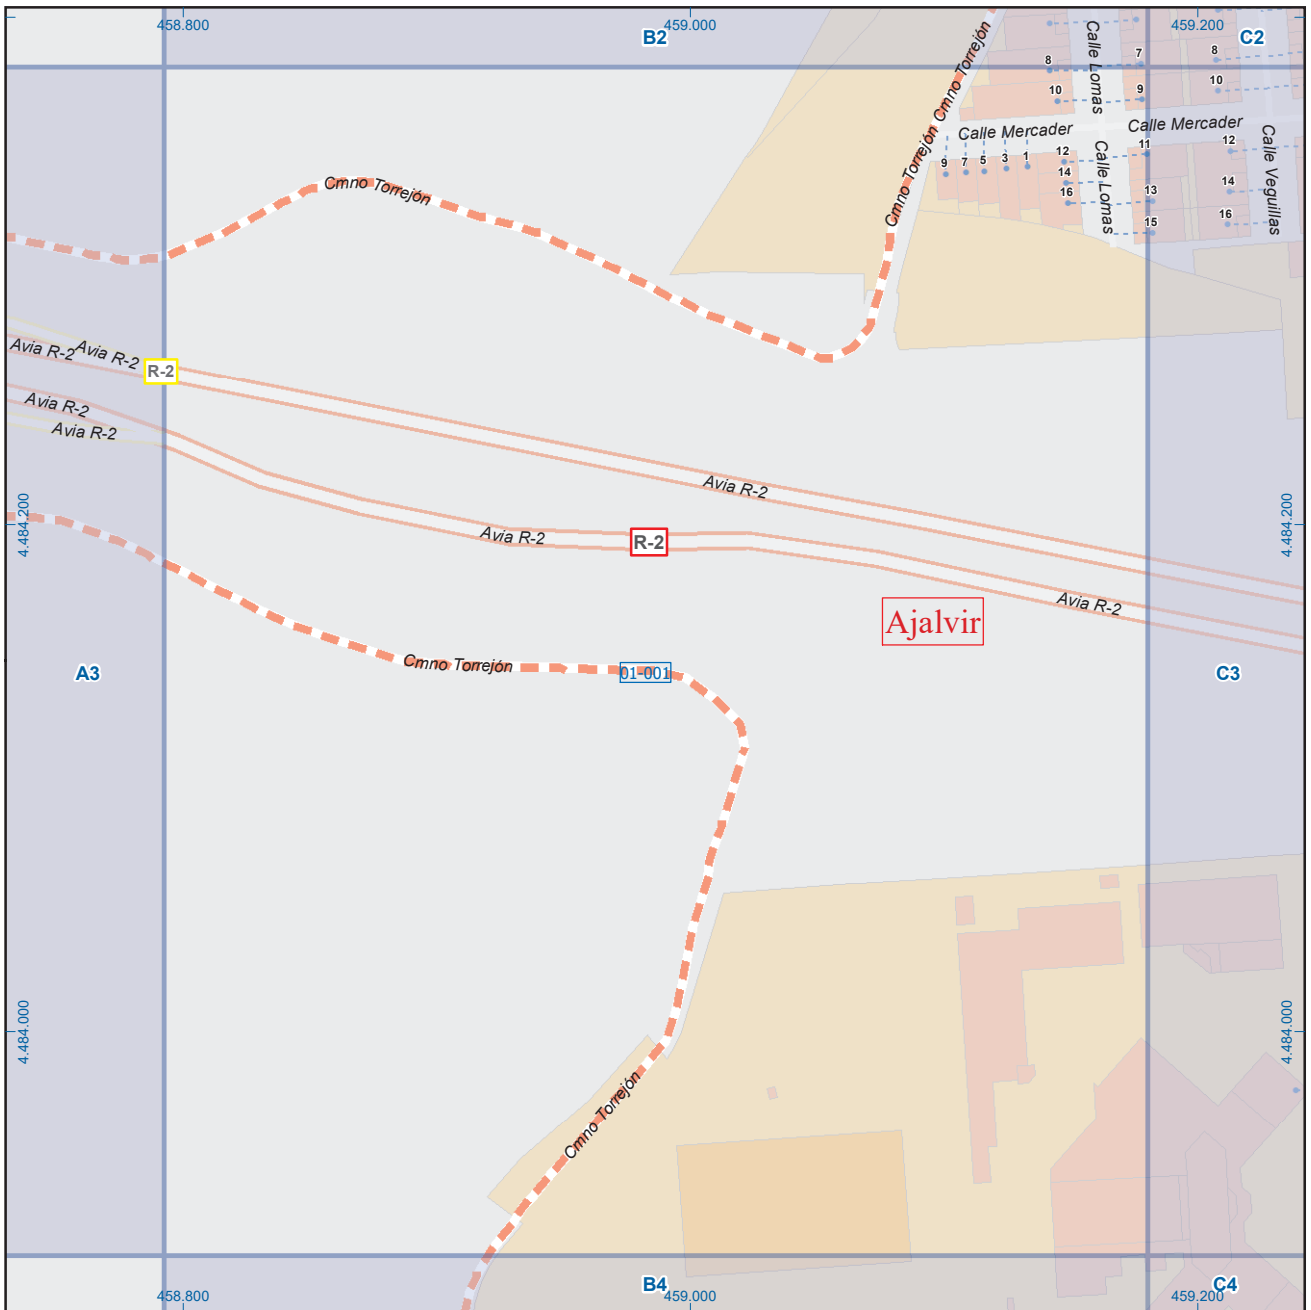 458.800
459.000
459.200
B2
C2
Cmno Torrejón
Calle Lomas
8
7
8
10
9
10
Cmno Torrejón
Calle Mercader
Calle Mercader
Calle Lomas
Calle Veguillas
9
7
5
3
1
12
11
12
14
13
14
16
15
16
Cmno Torrejón
Avia R-2
Avia R-2
R-2
Avia R-2
Avia R-2
Avia R-2
4.484.200
Avia R-2
R-2
4.484.200
Avia R-2
Ajalvir
Cmno Torrejón
01-001
A3
C3
4.484.000
4.484.000
Cmno Torrejón
B4
C4
458.800
459.000
459.200